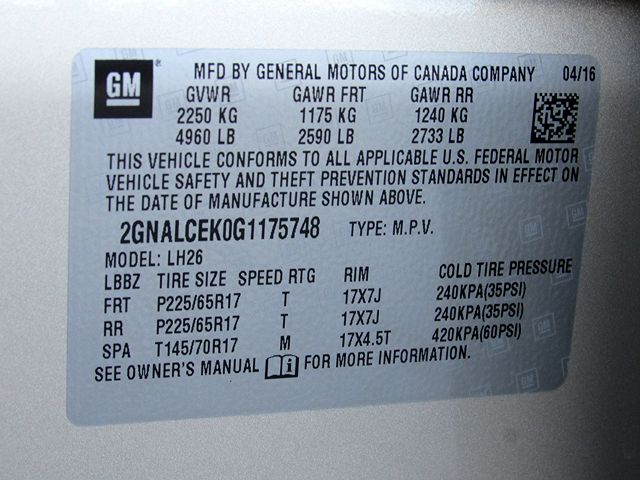 GM
MFD BY GENERAL MOTORS OF CANADA COMPANY 04/16
GVWR GAWR FRT GAWR RR
2250 KG 1175 KG 1240 KG
4960 LB 2590 LB 2733 LB
THIS VEHICLE CONFORMS TO ALL APPLICABLE U.S. FEDERAL MOTOR
VEHICLE SAFETY AND THEFT PREVENTION STANDARDS IN EFFECT ON
THE DATE OF MANUFACTURE SHOWN ABOVE.
2GNALCEK0G1175748 TYPE: M.P.V.
MODEL: LH26
LBBZ TIRE SIZE SPEED RTG RIM COLD TIRE PRESSURE
FRT P225/65R17 T 17X7J 240KPA(35PSI)
RR P225/65R17 T 17X7J 240KPA(35PSI)
SPA T145/70R17 M 17X4.5T 420KPA(60PSI)
SEE OWNER'S MANUAL FOR MORE INFORMATION.